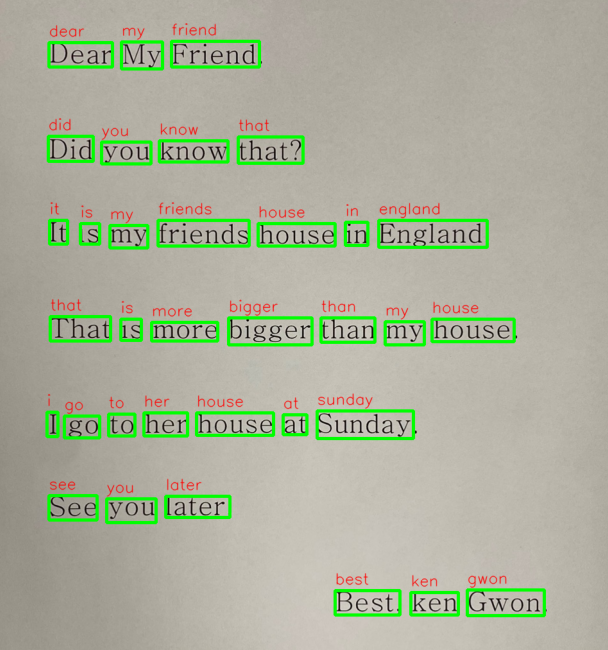 dear my friend
Dear My Friend.
did you know that
Did you know that?
it is my friends house in england
It is my friends house in England
that is more bigger than my house
That is more bigger than my house.
i go to her house at sunday
I go to her house at Sunday.
see you later
See you later
best ken gwon
Best. ken Gwon.